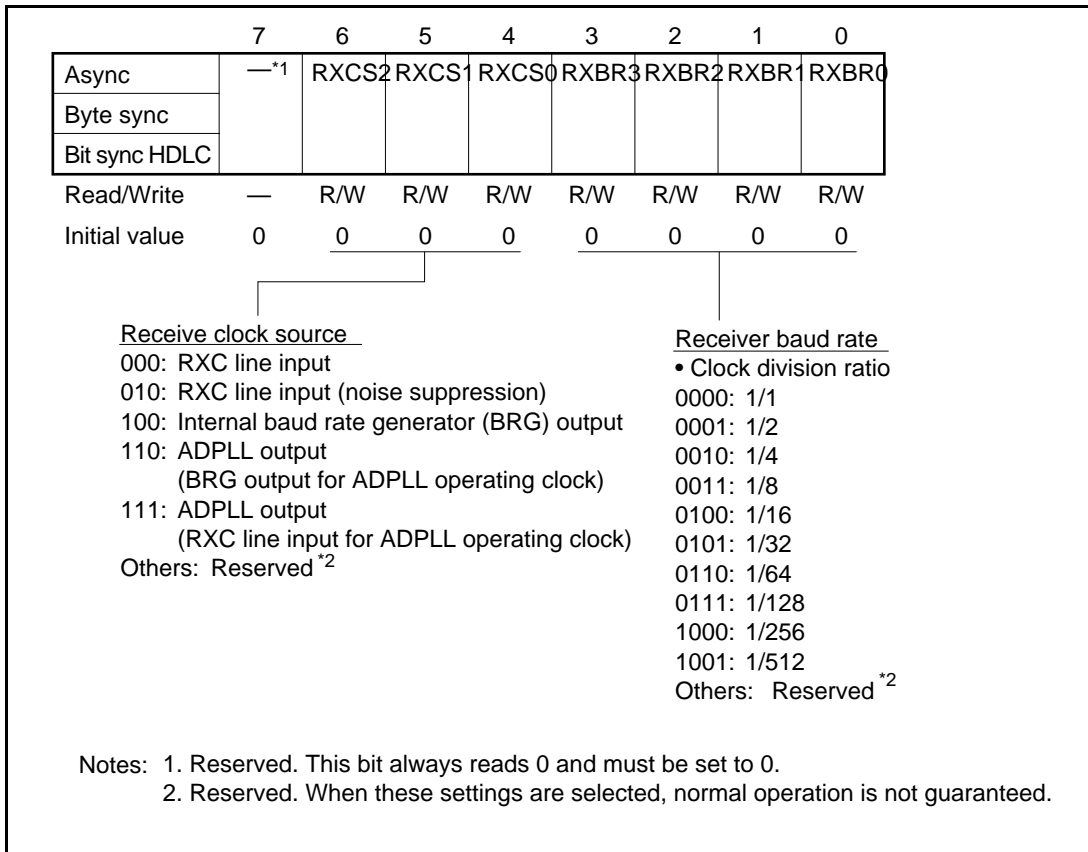 7 6 5 4 3 2 1 0
Async —*1 RXCS2 RXCS1 RXCS0 RXBR3 RXBR2 RXBR1 RXBR0
Byte sync
Bit sync HDLC
Read/Write — R/W R/W R/W R/W R/W R/W R/W
Initial value 0 0 0 0 0 0 0 0
Receive clock source
000: RXC line input
010: RXC line input (noise suppression)
100: Internal baud rate generator (BRG) output
110: ADPLL output
(BRG output for ADPLL operating clock)
111: ADPLL output
(RXC line input for ADPLL operating clock)
Others: Reserved *2
Receiver baud rate
• Clock division ratio
0000: 1/1
0001: 1/2
0010: 1/4
0011: 1/8
0100: 1/16
0101: 1/32
0110: 1/64
0111: 1/128
1000: 1/256
1001: 1/512
Others: Reserved *2
Notes: 1. Reserved. This bit always reads 0 and must be set to 0.
2. Reserved. When these settings are selected, normal operation is not guaranteed.